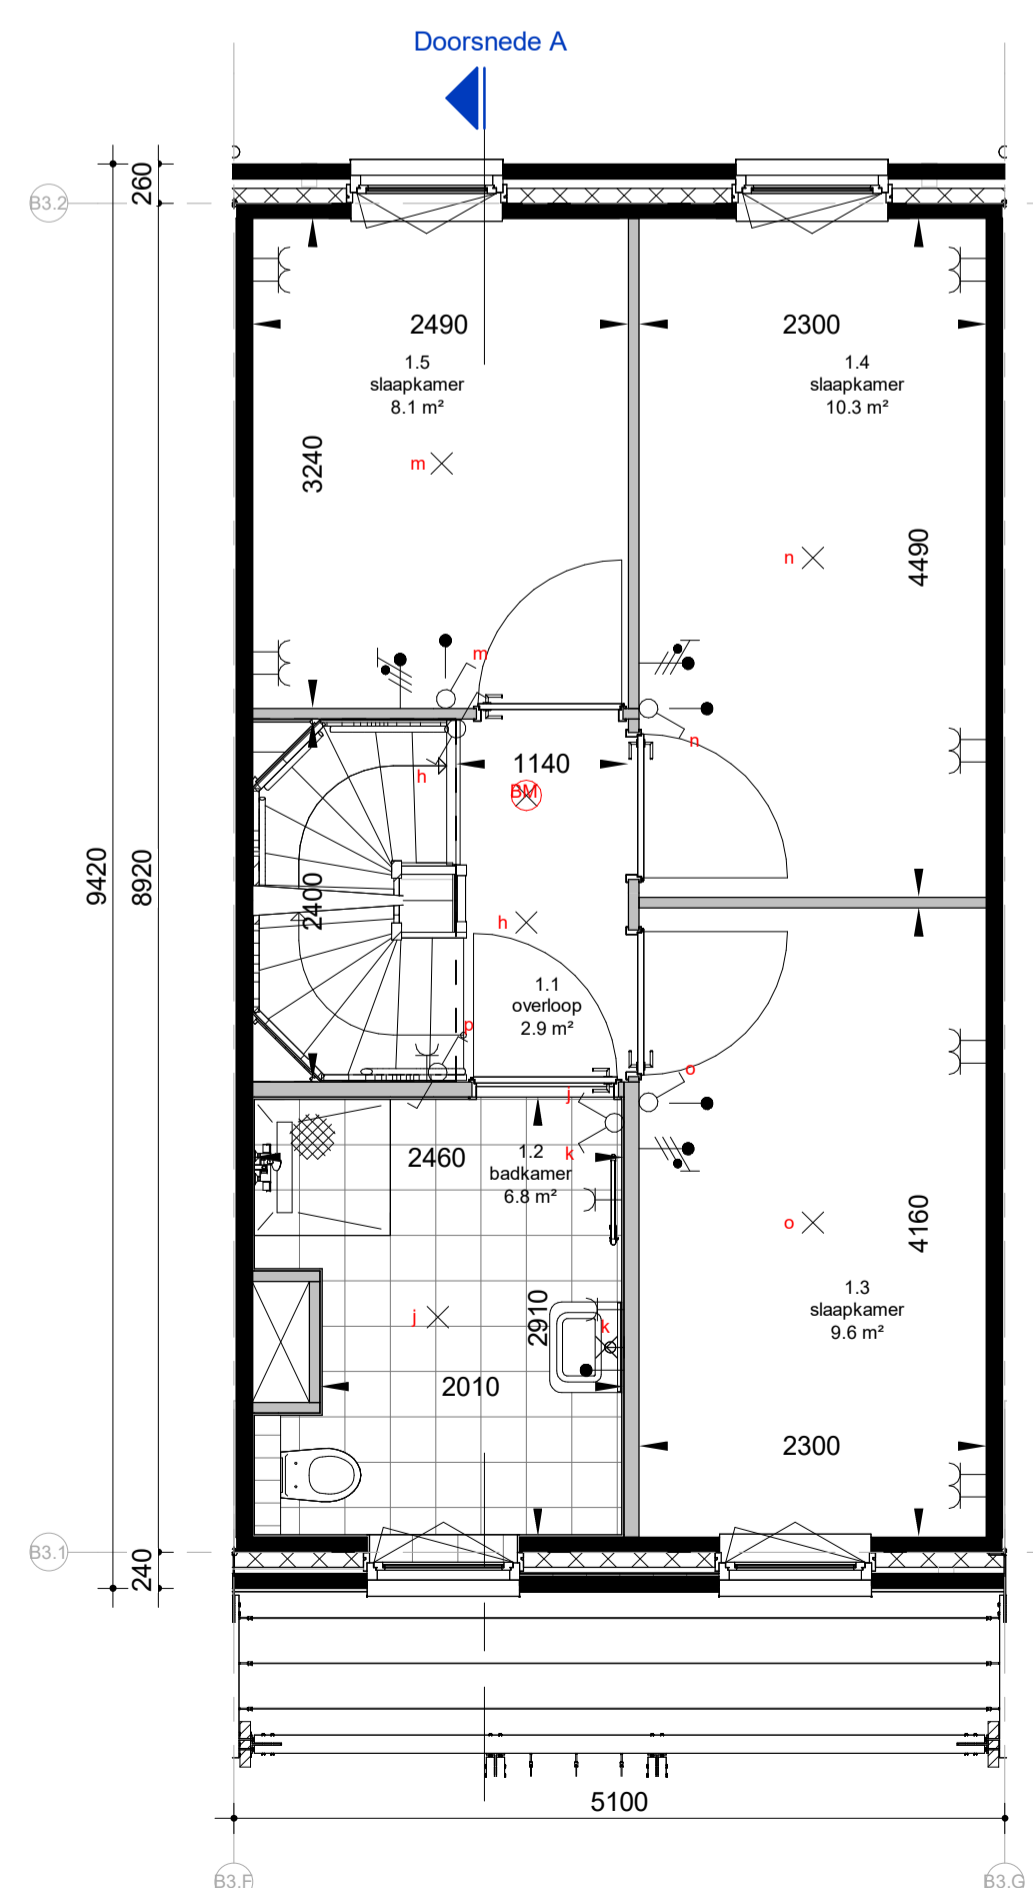 Doorsnede A
260
B3.2
2490
2300
1.5
slaapkamer
8.1 m²
1.4
slaapkamer
10.3 m²
3240
m
n
4490
m
n
h
1140
BM
9420
8920
2400
h
1.1
overloop
2.9 m²
p
o
j
k
2460
1.2
badkamer
6.8 m²
4160
o
1.3
slaapkamer
9.6 m²
j
2910
k
2010
2300
B3.1
240
5100
B3.F
B3.G